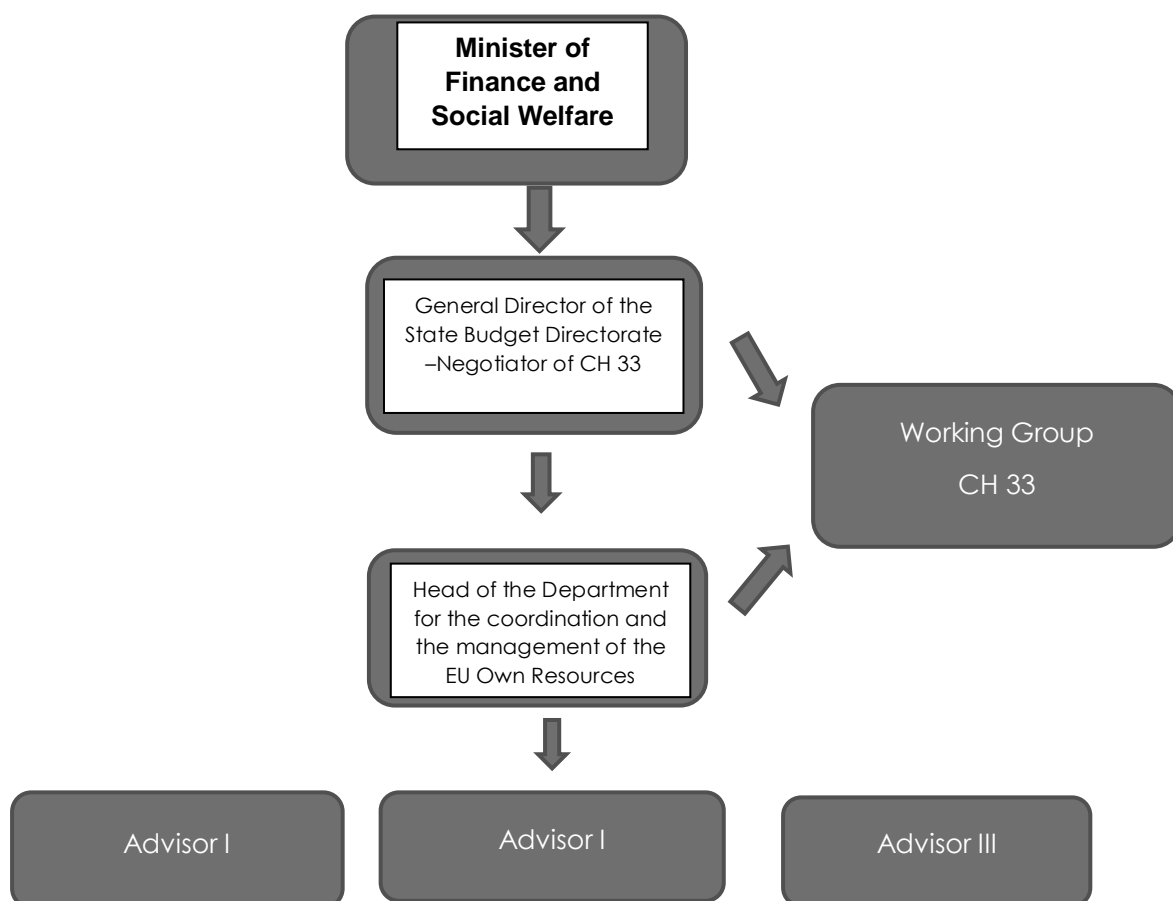 Minister of
Finance and
Social Welfare
General Director of the
State Budget Directorate
–Negotiator of CH 33
Working Group
CH 33
Head of the Department
for the coordination and
the management of the
EU Own Resources
Advisor I
Advisor I
Advisor III